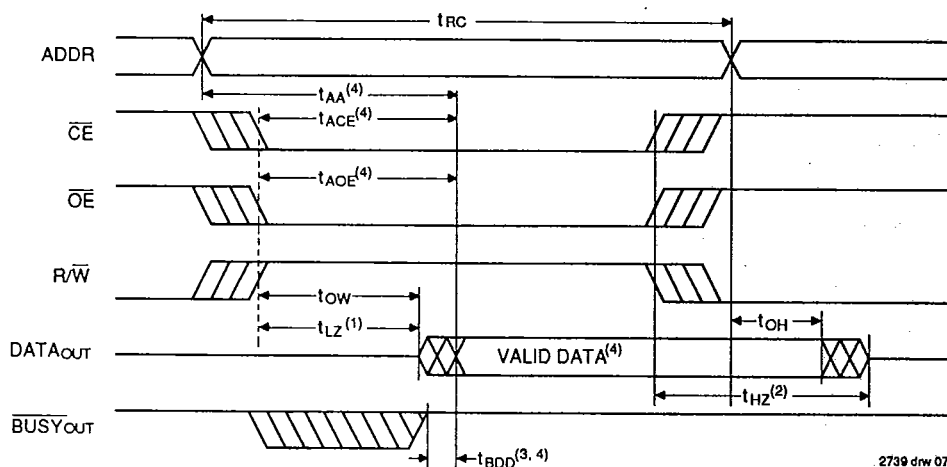 tRC
ADDR
tAA(4)
CE
tACE(4)
tAOE(4)
OE
R/W
tOW
tLZ(1)
tOH
DATAOUT
VALID DATA(4)
tHZ(2)
BUSYOUT
tBDD(3, 4)
2739 drw 07